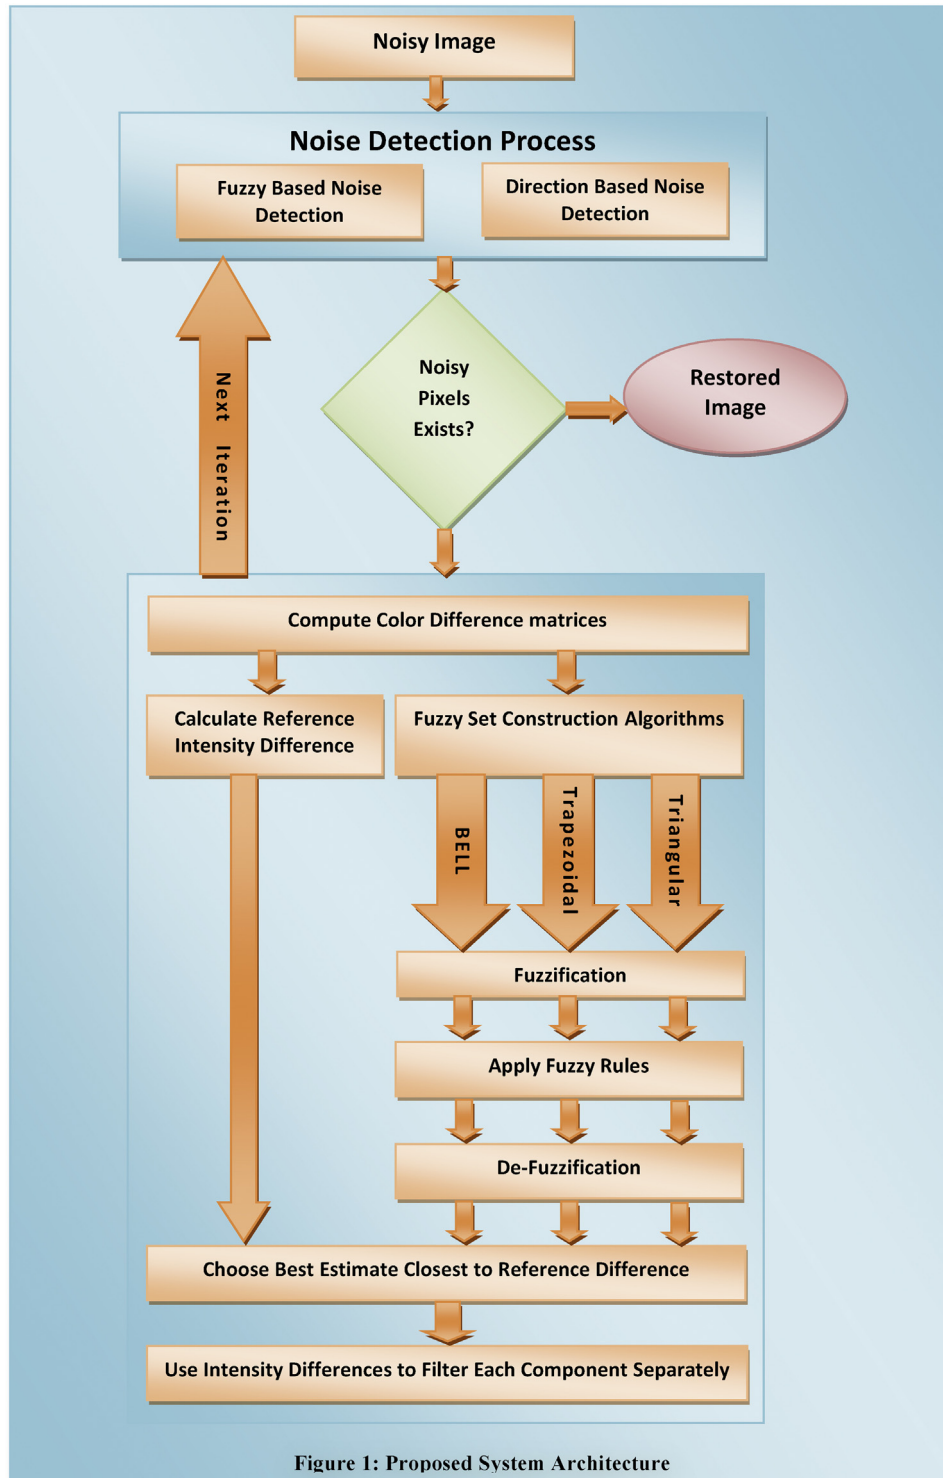 Noisy Image
Noise Detection Process
Fuzzy Based Noise
Detection
Direction Based Noise
Detection
Next Iteration
Noisy
Pixels
Exists?
Restored
Image
Compute Color Difference matrices
Calculate Reference
Intensity Difference
Fuzzy Set Construction Algorithms
BELL
Trapezoidal
Triangular
Fuzzification
Apply Fuzzy Rules
De-Fuzzification
Choose Best Estimate Closest to Reference Difference
Use Intensity Differences to Filter Each Component Separately
Figure 1: Proposed System Architecture